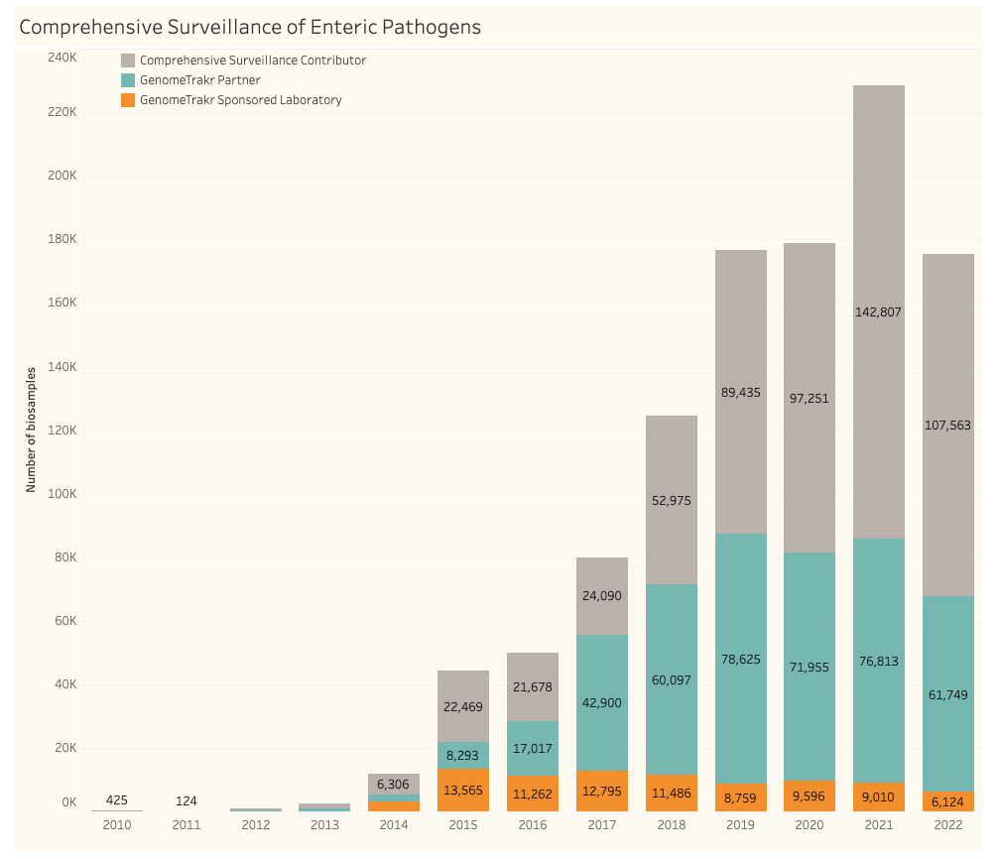 Comprehensive Surveillance of Enteric Pathogens
Comprehensive Surveillance Contributor
GenomeTrakr Partner
GenomeTrakr Sponsored Laboratory
Number of biosamples
240K
220K
200K
180K
160K
140K
120K
100K
80K
60K
40K
20K
0K
425
124
6,306
22,469
8,293
13,565
21,678
17,017
11,262
24,090
42,900
12,795
52,975
60,097
11,486
89,435
78,625
8,759
97,251
71,955
9,596
142,807
76,813
9,010
107,563
61,749
6,124
2010 2011 2012 2013 2014 2015 2016 2017 2018 2019 2020 2021 2022